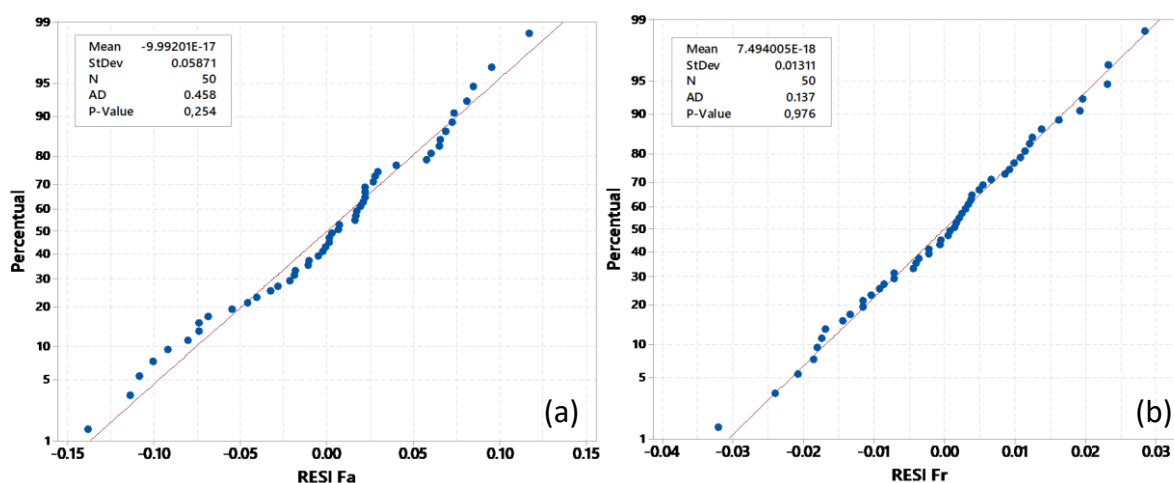 99
95
90
80
70
60
50
40
30
20
10
5
1
Percentual
Mean -9.99201E-17
StDev 0.05871
N 50
AD 0.458
P-Value 0,254
(a)
-0.15 -0.10 -0.05 0.00 0.05 0.10 0.15
RESI Fa
99
95
90
80
70
60
50
40
30
20
10
5
1
Percentual
Mean 7.494005E-18
StDev 0.01311
N 50
AD 0.137
P-Value 0,976
(b)
-0.04 -0.03 -0.02 -0.01 0.00 0.01 0.02 0.03
RESI Fr